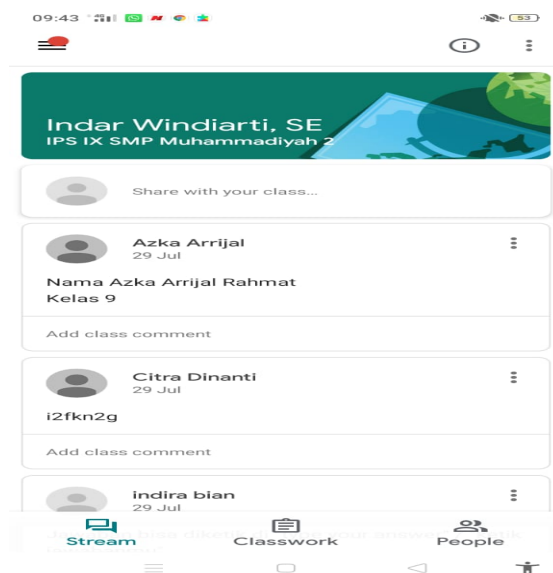 09:43
53
Indar Windiarti, SE
IPS IX SMP Muhammadiyah 2
Share with your class...
Azka Arrijal
29 Jul
Nama Azka Arrijal Rahmat
Kelas 9
Add class comment
Citra Dinanti
29 Jul
i2fkn2g
Add class comment
indira bian
29 Jul
Stream
Classwork
People